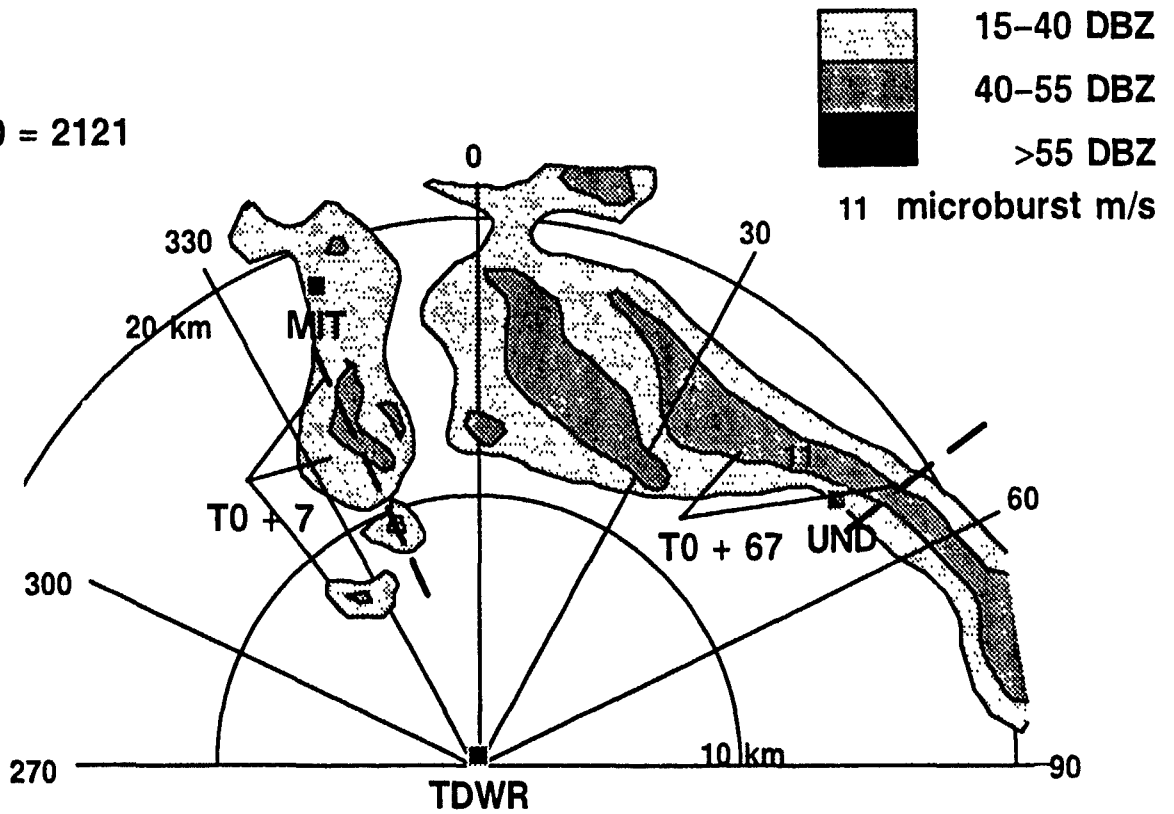 15–40 DBZ
40–55 DBZ
>55 DBZ
11 microburst m/s
= 2121
0
330
30
20 km
MIT
11
T0 + 7
T0 + 67
UND
60
300
10 km
270
90
TDWR